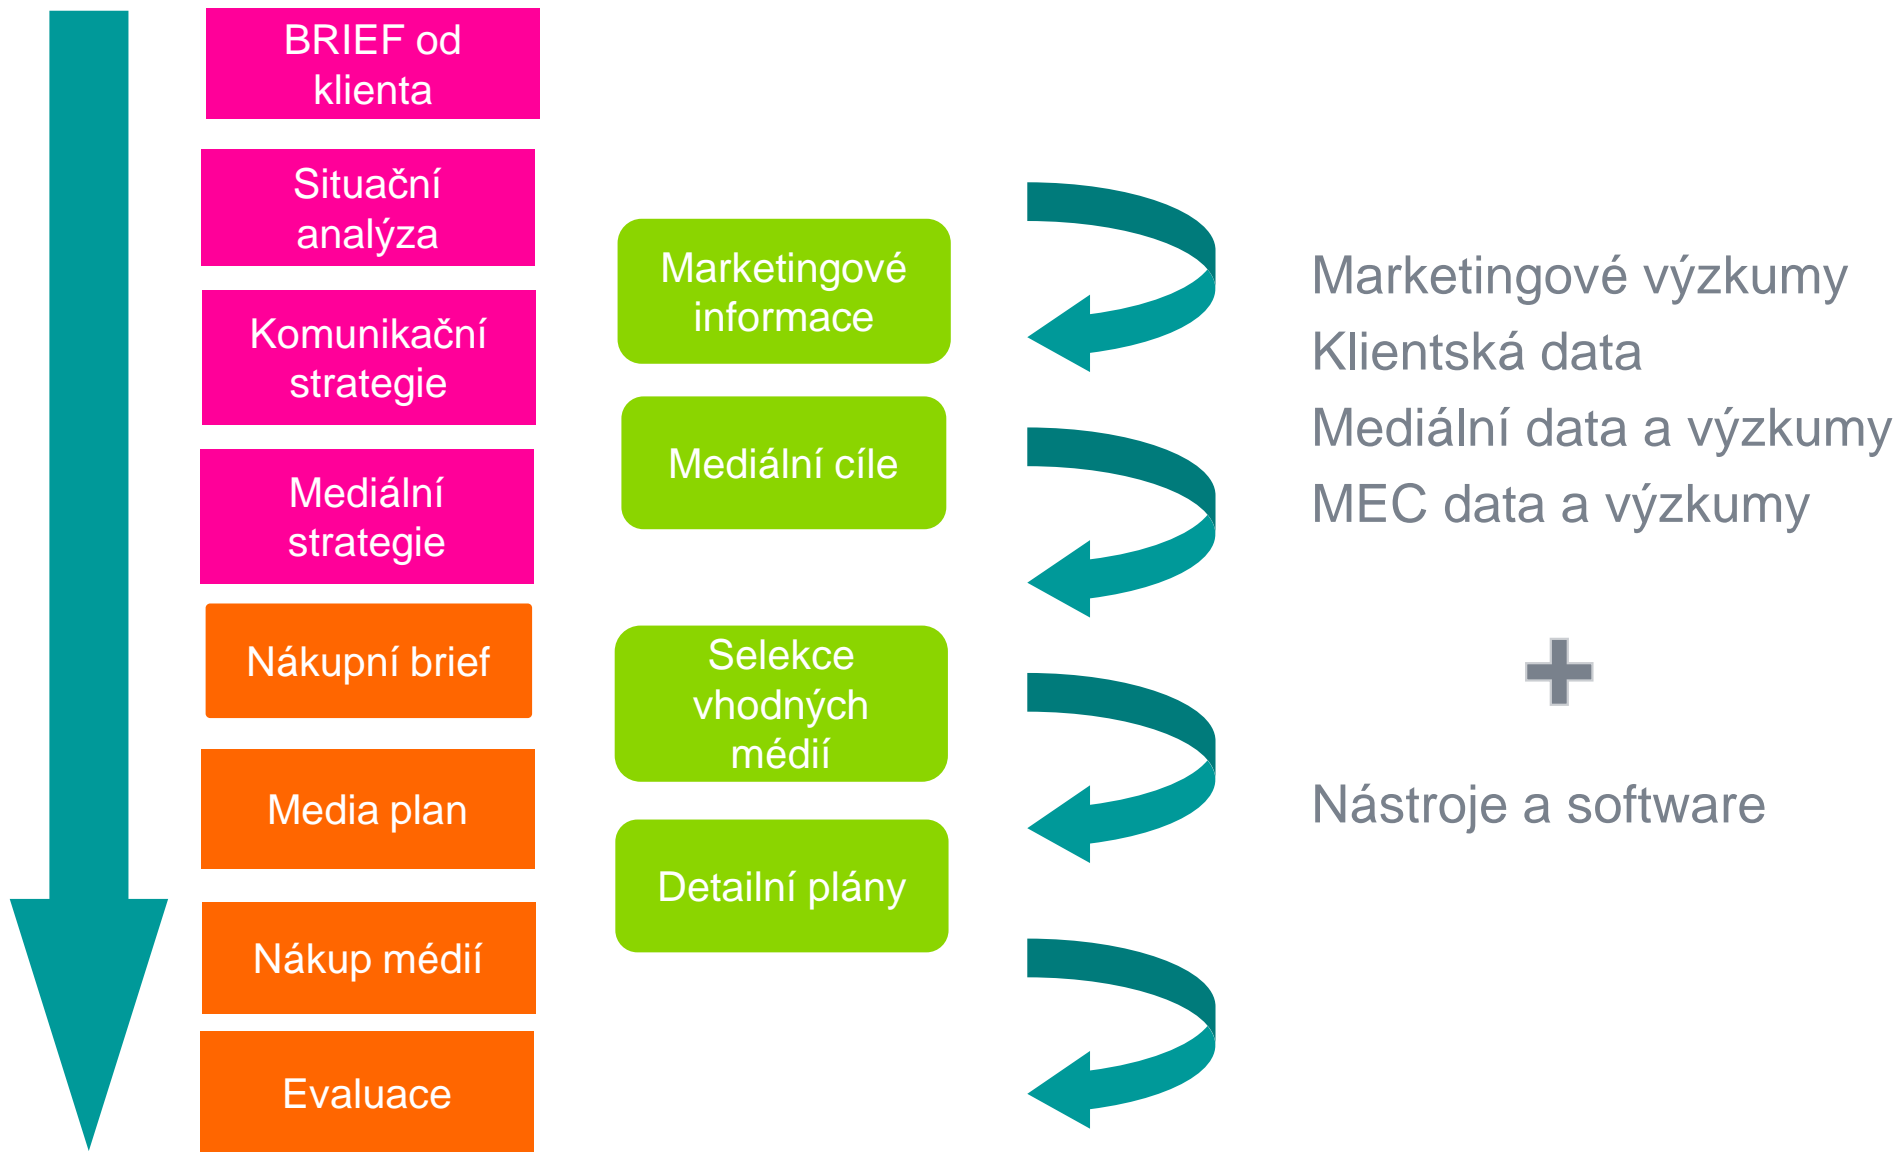 BRIEF od
klienta
Situační
analýza
Komunikační
strategie
Mediální
strategie
Nákupní brief
Media plan
Nákup médií
Evaluace
Marketingové
informace
Mediální cíle
Selekce
vhodných
médií
Detailní plány
Marketingové výzkumy
Klientská data
Mediální data a výzkumy
MEC data a výzkumy
Nástroje a software